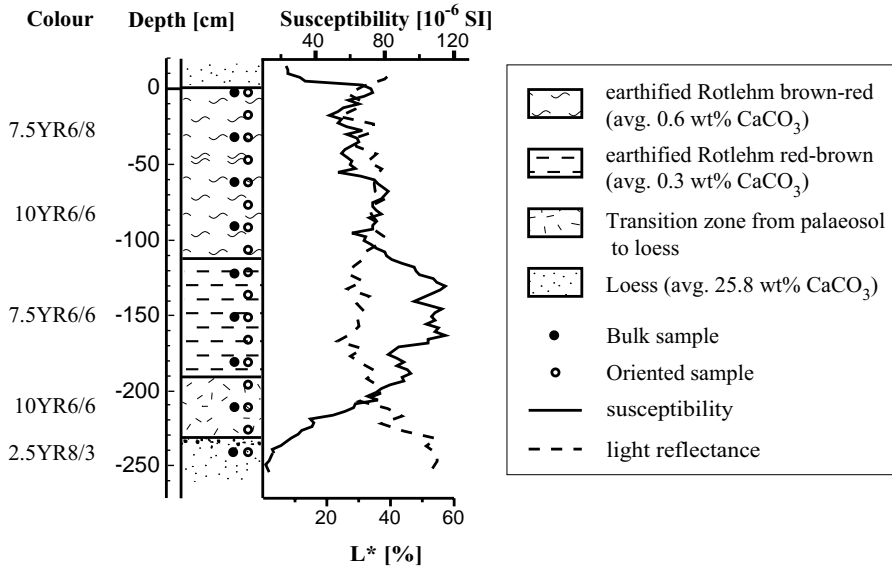 Colour Depth [cm] Susceptibility [10⁻⁶ SI]
40 80 120
0
7.5YR6/8
-50
10YR6/6
-100
7.5YR6/6
-150
-200
10YR6/6
2.5YR8/3
-250
20 40 60
L* [%]
earthified Rotlehm brown-red
(avg. 0.6 wt% CaCO₃)
earthified Rotlehm red-brown
(avg. 0.3 wt% CaCO₃)
Transition zone from palaeosol
to loess
Loess (avg. 25.8 wt% CaCO₃)
Bulk sample
Oriented sample
susceptibility
light reflectance